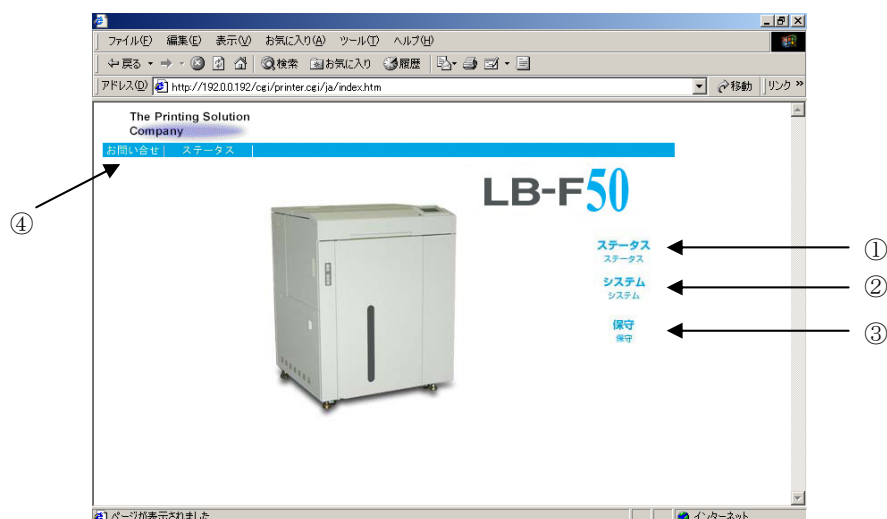 ファイル(F) 編集(E) 表示(V) お気に入り(A) ツール(T) ヘルプ(H)
戻る 検索 お気に入り 履歴
アドレス(D) http://192.0.0.192/cgi/printer.cgi/ja/index.htm 移動 リンク »
The Printing Solution
Company
お問い合せ| ステータス |
④
LB-F50
ステータス
ステータス
①
システム
システム
②
保守
保守
③
ページが表示されました
インターネット